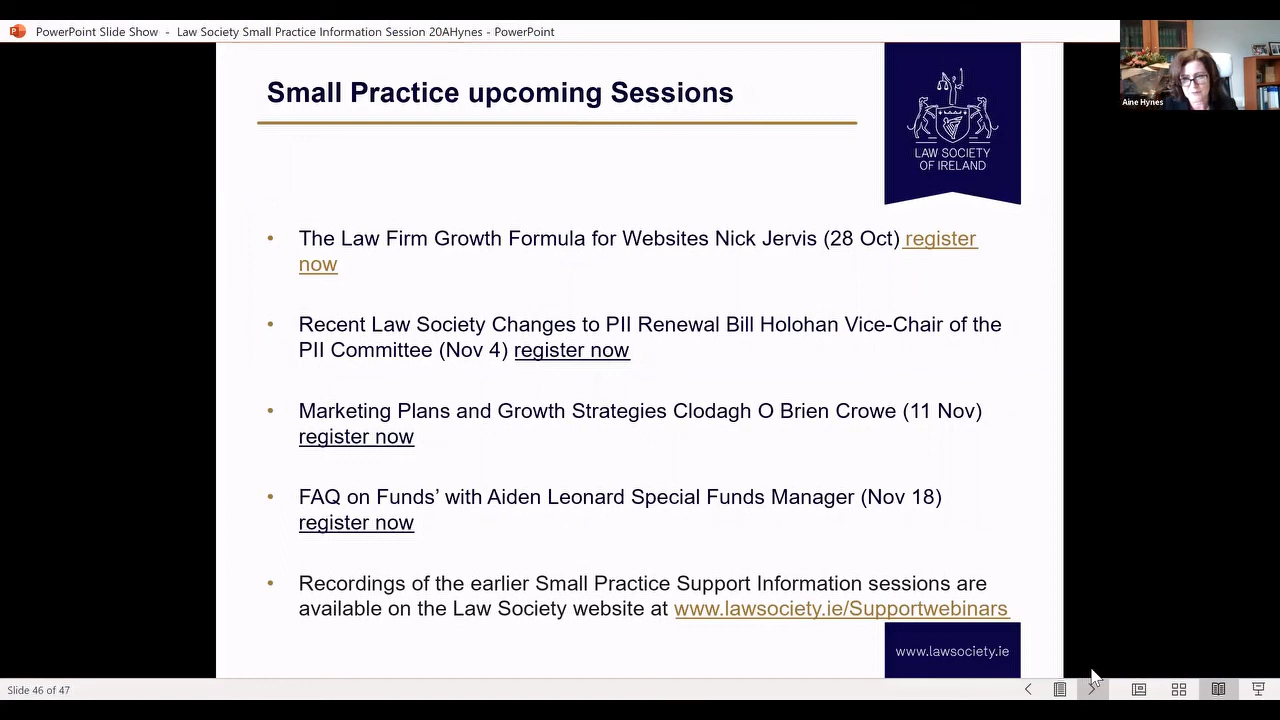 PowerPoint Slide Show - Law Society Small Practice Information Session 20AHynes - PowerPoint
Aine Hynes
Small Practice upcoming Sessions
LAW SOCIETY
OF IRELAND
• The Law Firm Growth Formula for Websites Nick Jervis (28 Oct) register
now
• Recent Law Society Changes to PII Renewal Bill Holohan Vice-Chair of the
PII Committee (Nov 4) register now
• Marketing Plans and Growth Strategies Clodagh O Brien Crowe (11 Nov)
register now
• FAQ on Funds’ with Aiden Leonard Special Funds Manager (Nov 18)
register now
• Recordings of the earlier Small Practice Support Information sessions are
available on the Law Society website at www.lawsociety.ie/Supportwebinars
www.lawsociety.ie
Slide 46 of 47